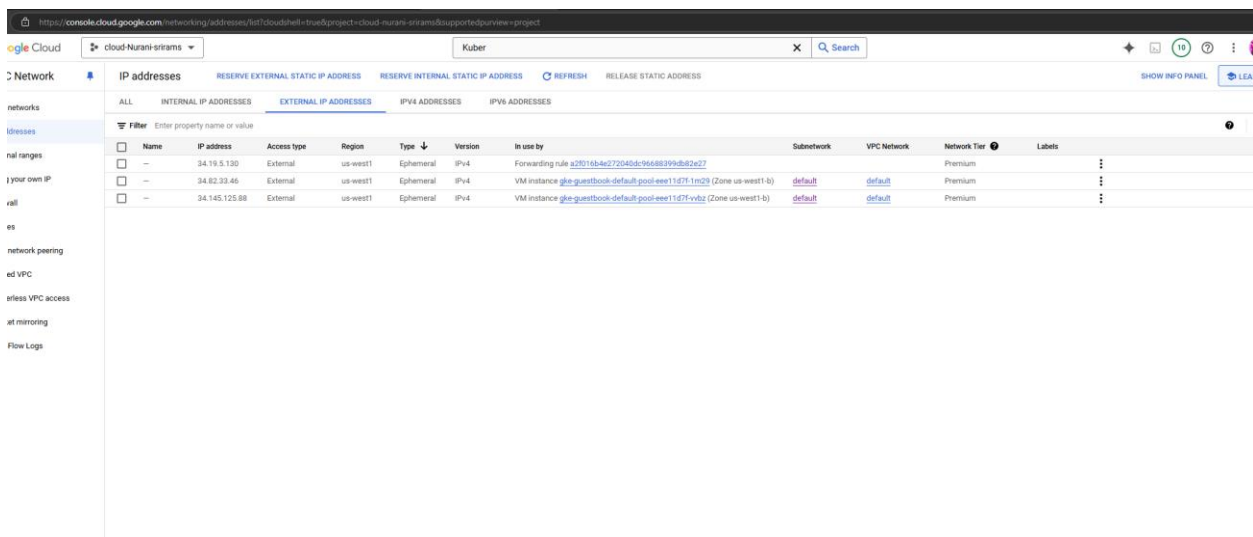 https://console.cloud.google.com/networking/addresses/list?cloudshell=true&project=cloud-nurani-srirams&supportedpurview=project
ogle Cloud cloud-Nurani-srirams Kuber Search 10
C Network IP addresses RESERVE EXTERNAL STATIC IP ADDRESS RESERVE INTERNAL STATIC IP ADDRESS REFRESH RELEASE STATIC ADDRESS SHOW INFO PANEL LEA
networks ALL INTERNAL IP ADDRESSES EXTERNAL IP ADDRESSES IPV4 ADDRESSES IPV6 ADDRESSES
ddresses Filter Enter property name or value
Name IP address Access type Region Type Version In use by Subnetwork VPC Network Network Tier Labels
nal ranges
— 34.19.5.130 External us-west1 Ephemeral IPv4 Forwarding rule a2f016b4e272040dc96688399db82e27 Premium
g your own IP — 34.82.33.46 External us-west1 Ephemeral IPv4 VM instance gke-guestbook-default-pool-eee11d7f-1m29 (Zone us-west1-b) default default Premium
— 34.145.125.88 External us-west1 Ephemeral IPv4 VM instance gke-guestbook-default-pool-eee11d7f-vvbz (Zone us-west1-b) default default Premium
wall
es
network peering
ed VPC
erless VPC access
ket mirroring
Flow Logs